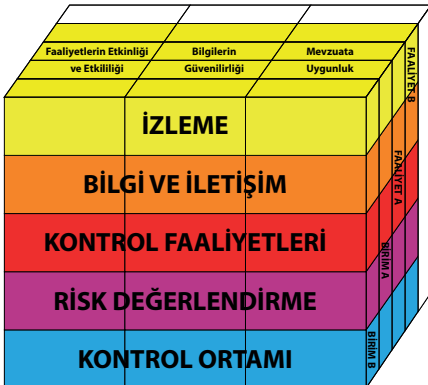 Faaliyetlerin Etkinliği
ve Etkililiği
Bilgilerin
Güvenilirliği
Mevzuata
Uygunluk
İZLEME
BİLGİ VE İLETİŞİM
KONTROL FAALİYETLERİ
RİSK DEĞERLENDİRME
KONTROL ORTAMI
FAALİYET B
FAALİYET A
BİRİM A
BİRİM B